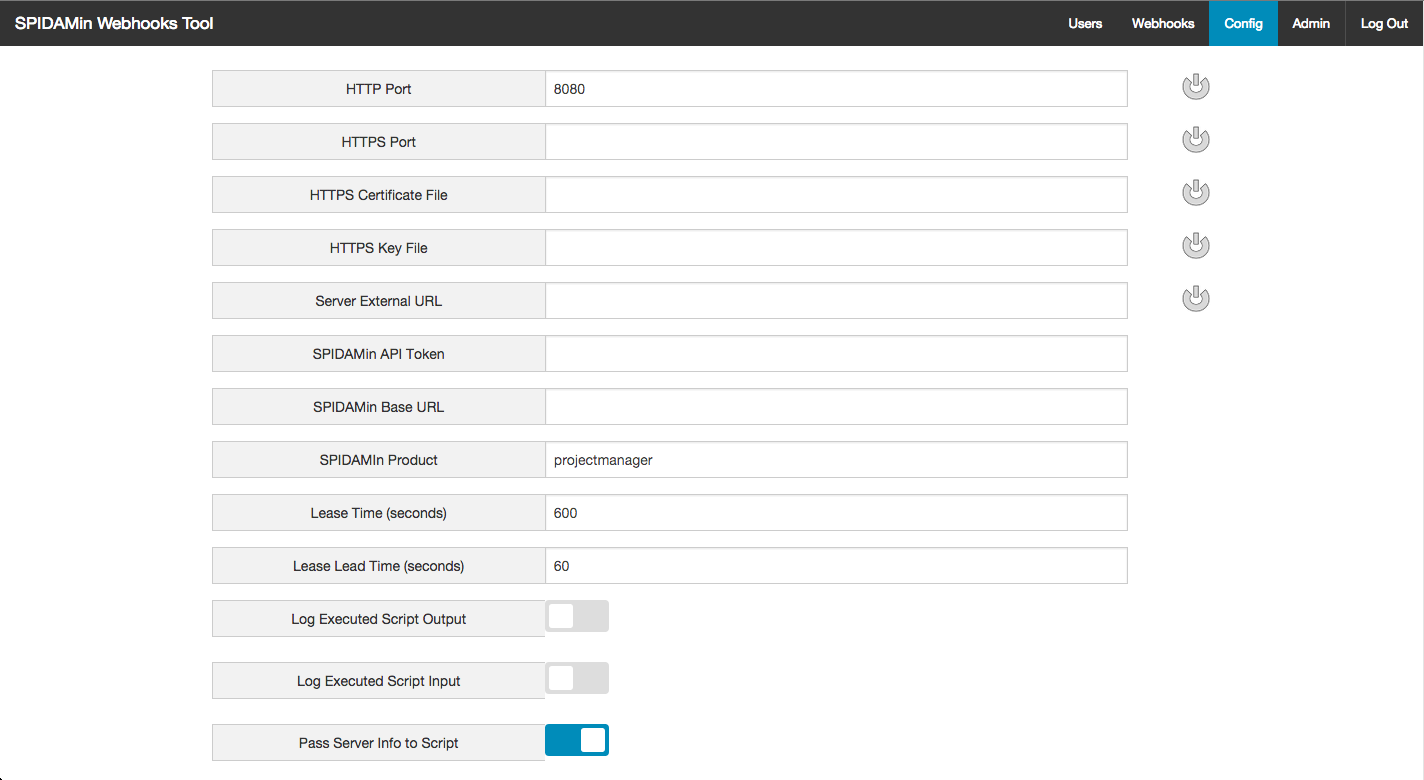 SPIDAMin Webhooks Tool Users Webhooks Config Admin Log Out
HTTP Port 8080
HTTPS Port
HTTPS Certificate File
HTTPS Key File
Server External URL
SPIDAMin API Token
SPIDAMin Base URL
SPIDAMIn Product projectmanager
Lease Time (seconds) 600
Lease Lead Time (seconds) 60
Log Executed Script Output
Log Executed Script Input
Pass Server Info to Script